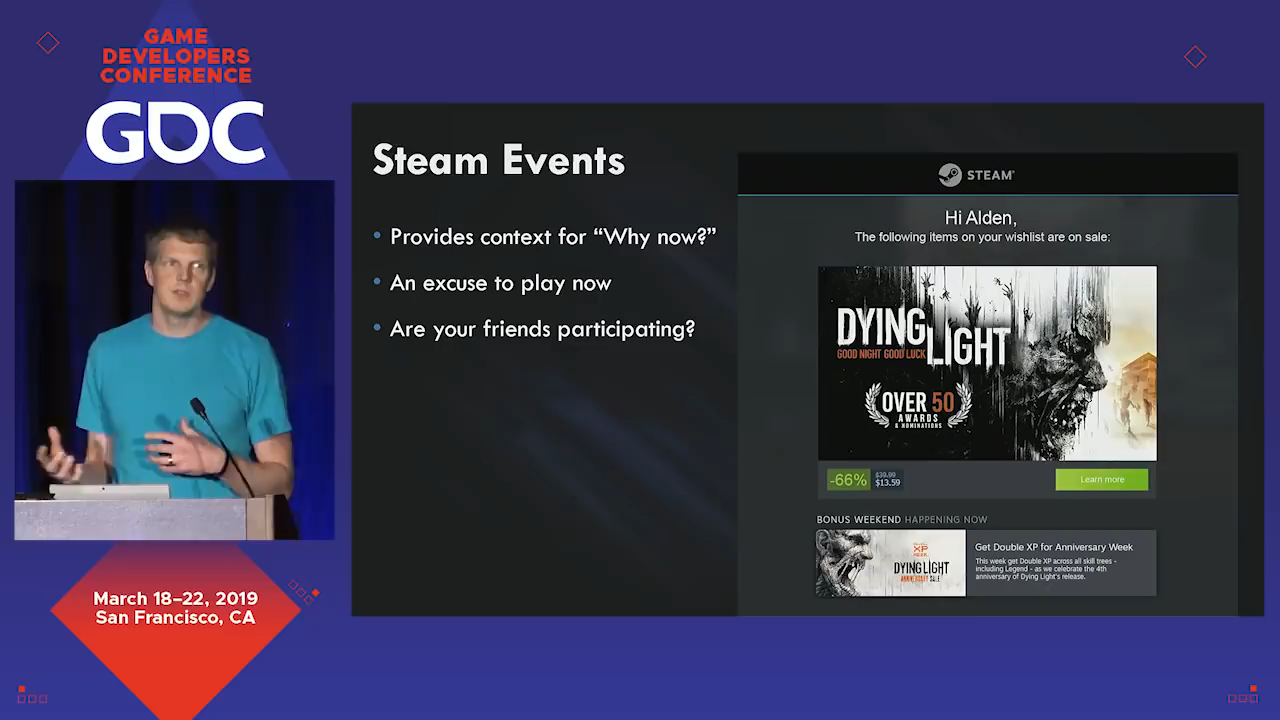 GAME
DEVELOPERS
CONFERENCE
GDC
March 18–22, 2019
San Francisco, CA
Steam Events
• Provides context for “Why now?”
• An excuse to play now
• Are your friends participating?
STEAM®
Hi Alden,
The following items on your wishlist are on sale:
DYING LIGHT
GOOD NIGHT GOOD LUCK
OVER 50
AWARDS
& NOMINATIONS
-66%
$39.99
$13.59
Learn more
BONUS WEEKEND HAPPENING NOW
XP
DYING LIGHT
ANNIVERSARY SALE
Get Double XP for Anniversary Week
This week get Double XP across all skill trees -
including Legend - as we celebrate the 4th
anniversary of Dying Light's release.